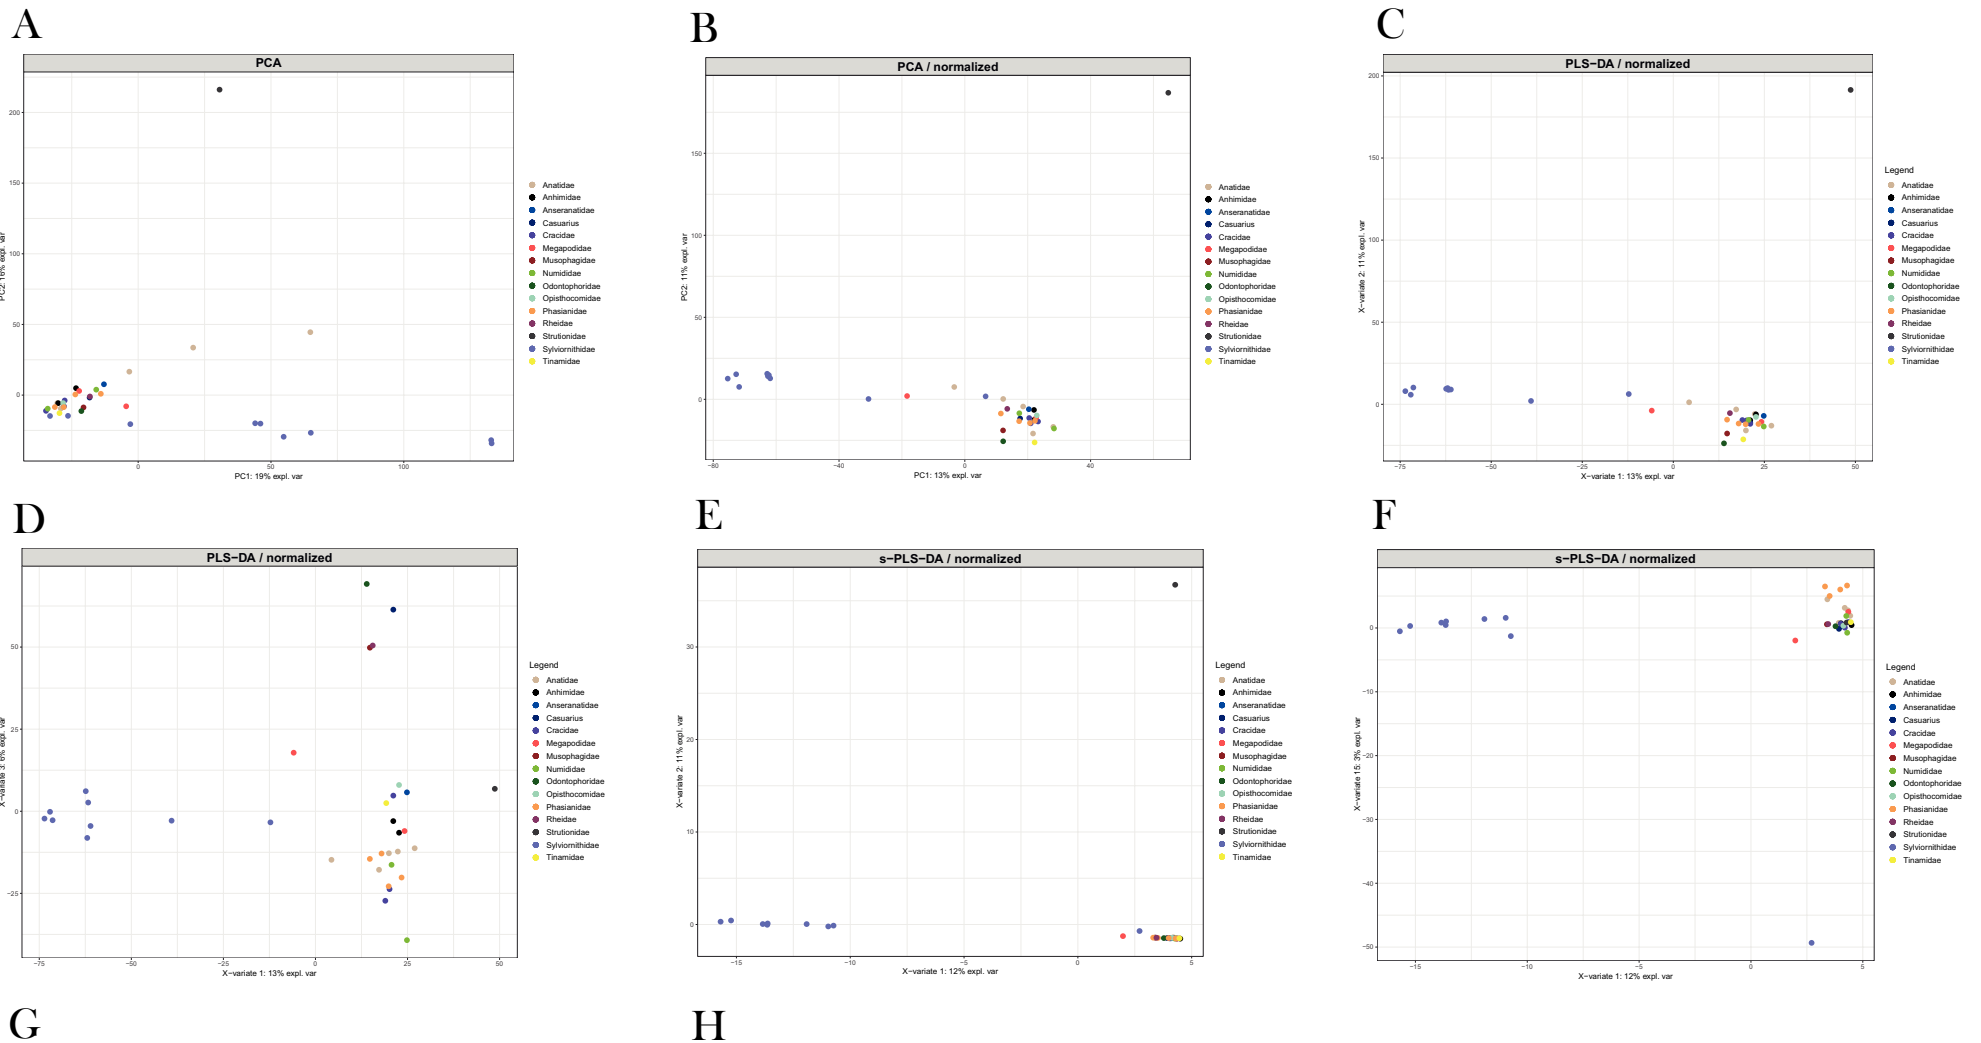 A
PCA
200
150
100
50
0
0
50
100
PC2: 16% expl. var
PC1: 19% expl. var
Anatidae
Anhimidae
Anseranatidae
Casuarius
Cracidae
Megapodidae
Musophagidae
Numididae
Odontophoridae
Opisthocomidae
Phasianidae
Rheidae
Strutionidae
Sylviornithidae
Tinamidae
B
PCA / normalized
150
100
50
0
−80
−40
0
40
PC2: 11% expl. var
PC1: 13% expl. var
Anatidae
Anhimidae
Anseranatidae
Casuarius
Cracidae
Megapodidae
Musophagidae
Numididae
Odontophoridae
Opisthocomidae
Phasianidae
Rheidae
Strutionidae
Sylviornithidae
Tinamidae
C
PLS−DA / normalized
200
150
100
50
0
−75
−50
−25
0
25
50
X−variate 2: 11% expl. var
X−variate 1: 13% expl. var
Legend
Anatidae
Anhimidae
Anseranatidae
Casuarius
Cracidae
Megapodidae
Musophagidae
Numididae
Odontophoridae
Opisthocomidae
Phasianidae
Rheidae
Strutionidae
Sylviornithidae
Tinamidae
D
PLS−DA / normalized
50
25
0
−25
−75
−50
−25
0
25
50
X−variate 3: 6% expl. var
X−variate 1: 13% expl. var
Legend
Anatidae
Anhimidae
Anseranatidae
Casuarius
Cracidae
Megapodidae
Musophagidae
Numididae
Odontophoridae
Opisthocomidae
Phasianidae
Rheidae
Strutionidae
Sylviornithidae
Tinamidae
E
s−PLS−DA / normalized
30
20
10
0
−15
−10
−5
0
5
X−variate 2: 11% expl. var
X−variate 1: 12% expl. var
Legend
Anatidae
Anhimidae
Anseranatidae
Casuarius
Cracidae
Megapodidae
Musophagidae
Numididae
Odontophoridae
Opisthocomidae
Phasianidae
Rheidae
Strutionidae
Sylviornithidae
Tinamidae
F
s−PLS−DA / normalized
0
−10
−20
−30
−40
−50
−15
−10
−5
0
5
X−variate 15: 3% expl. var
X−variate 1: 12% expl. var
Legend
Anatidae
Anhimidae
Anseranatidae
Casuarius
Cracidae
Megapodidae
Musophagidae
Numididae
Odontophoridae
Opisthocomidae
Phasianidae
Rheidae
Strutionidae
Sylviornithidae
Tinamidae
G
H